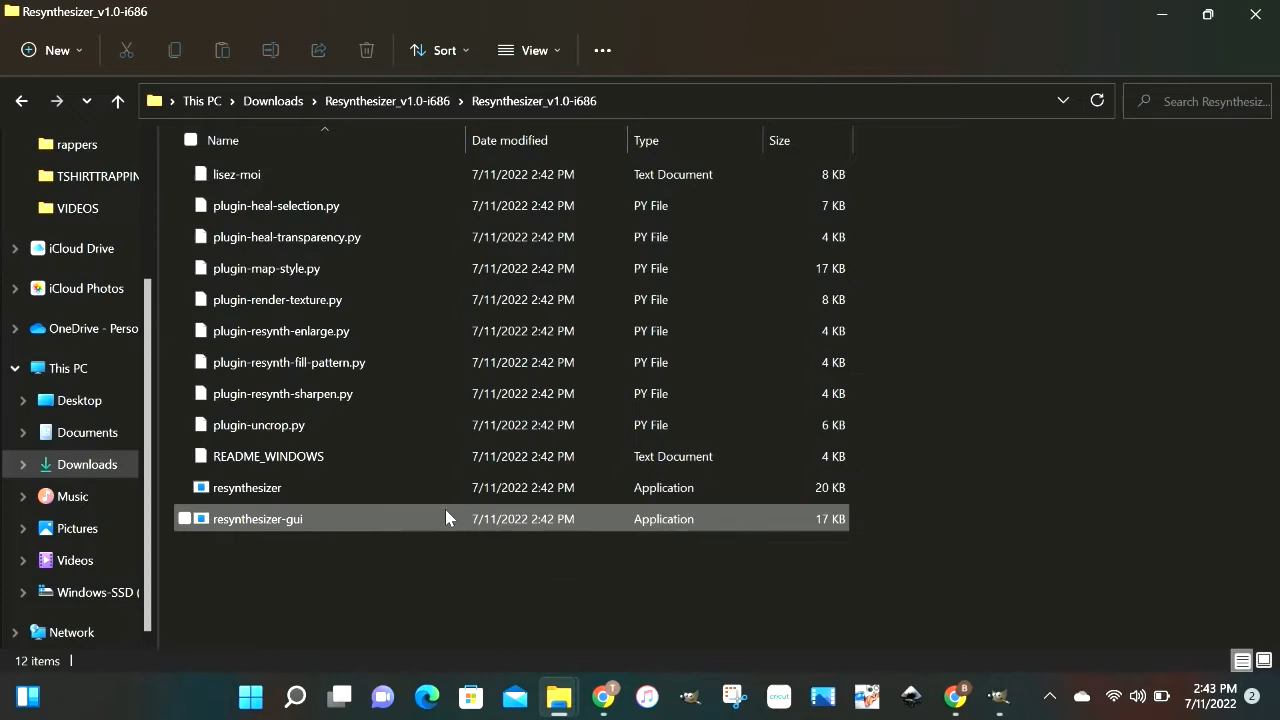 Resynthesizer_v1.0-i686
New Sort View
This PC Downloads Resynthesizer_v1.0-i686 Resynthesizer_v1.0-i686 Search Resynthesiz...
Name Date modified Type Size
rappers
TSHIRTTRAPPIN
VIDEOS
iCloud Drive
iCloud Photos
OneDrive - Perso
This PC
Desktop
Documents
Downloads
Music
Pictures
Videos
Windows-SSD (
Network
lisez-moi 7/11/2022 2:42 PM Text Document 8 KB
plugin-heal-selection.py 7/11/2022 2:42 PM PY File 7 KB
plugin-heal-transparency.py 7/11/2022 2:42 PM PY File 4 KB
plugin-map-style.py 7/11/2022 2:42 PM PY File 17 KB
plugin-render-texture.py 7/11/2022 2:42 PM PY File 8 KB
plugin-resynth-enlarge.py 7/11/2022 2:42 PM PY File 4 KB
plugin-resynth-fill-pattern.py 7/11/2022 2:42 PM PY File 4 KB
plugin-resynth-sharpen.py 7/11/2022 2:42 PM PY File 4 KB
plugin-uncrop.py 7/11/2022 2:42 PM PY File 6 KB
README_WINDOWS 7/11/2022 2:42 PM Text Document 4 KB
resynthesizer 7/11/2022 2:42 PM Application 20 KB
resynthesizer-gui 7/11/2022 2:42 PM Application 17 KB
12 items
T
cricut
B
2:43 PM
7/11/2022
2